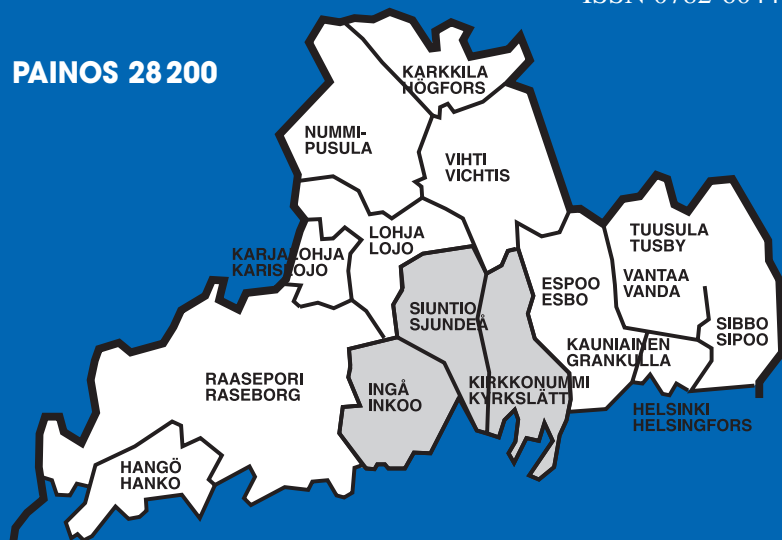 PAINOS 28 200
KARKKILA
HÖGFORS
NUMMI-
PUSULA
VIHTI
VICHTIS
LOHJA
LOJO
KARJALOHJA
KARISLOJO
TUUSULA
TUSBY
ESPOO
ESBO
VANTAA
VANDA
SIUNTIO
SJUNDEÅ
SIBBO
SIPOO
KAUNIAINEN
GRANKULLA
RAASEPORI
RASEBORG
INGÅ
INKOO
KIRKKONUMMI
KYRKSLÄTT
HELSINKI
HELSINGFORS
HANGÖ
HANKO